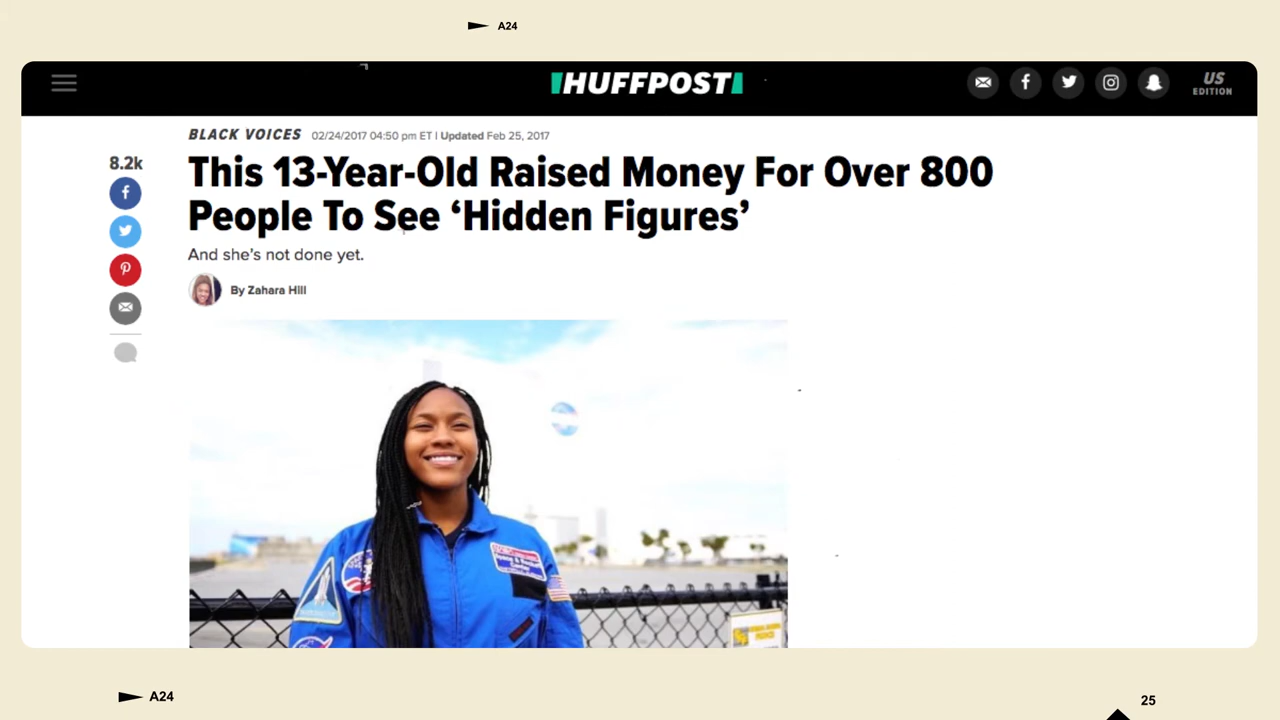 A24
HUFFPOST
US
EDITION
BLACK VOICES 02/24/2017 04:50 pm ET | Updated Feb 25, 2017
8.2k
This 13-Year-Old Raised Money For Over 800
People To See ‘Hidden Figures’
And she’s not done yet.
By Zahara Hill
A24
25